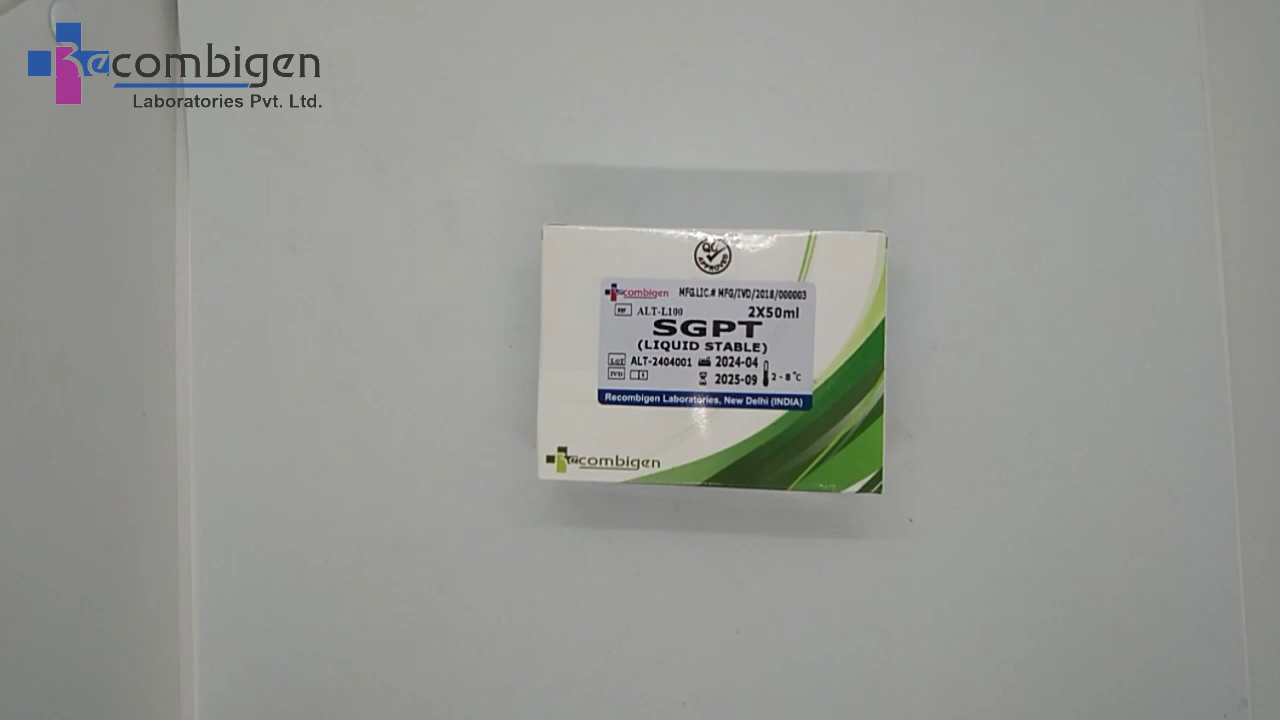 Recombigen
Laboratories Pvt. Ltd.
QC
APPROVED
Recombigen MFG.LIC.# MFG/IVD/2018/000003
REF ALT-L100 2X50ml
SGPT
(LIQUID STABLE)
LOT ALT-2404001 2024-04
IVD i 2025-09 2 - 8°C
Recombigen Laboratories, New Delhi (INDIA)
Recombigen